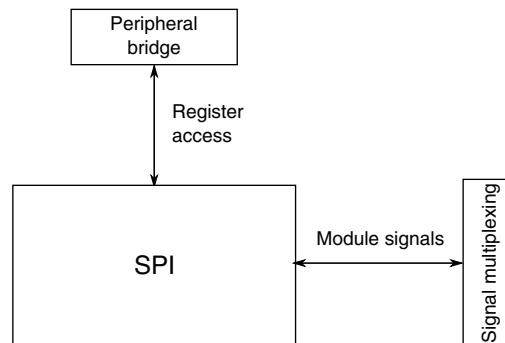 Peripheral
bridge
Register
access
SPI
Module signals
Signal multiplexing